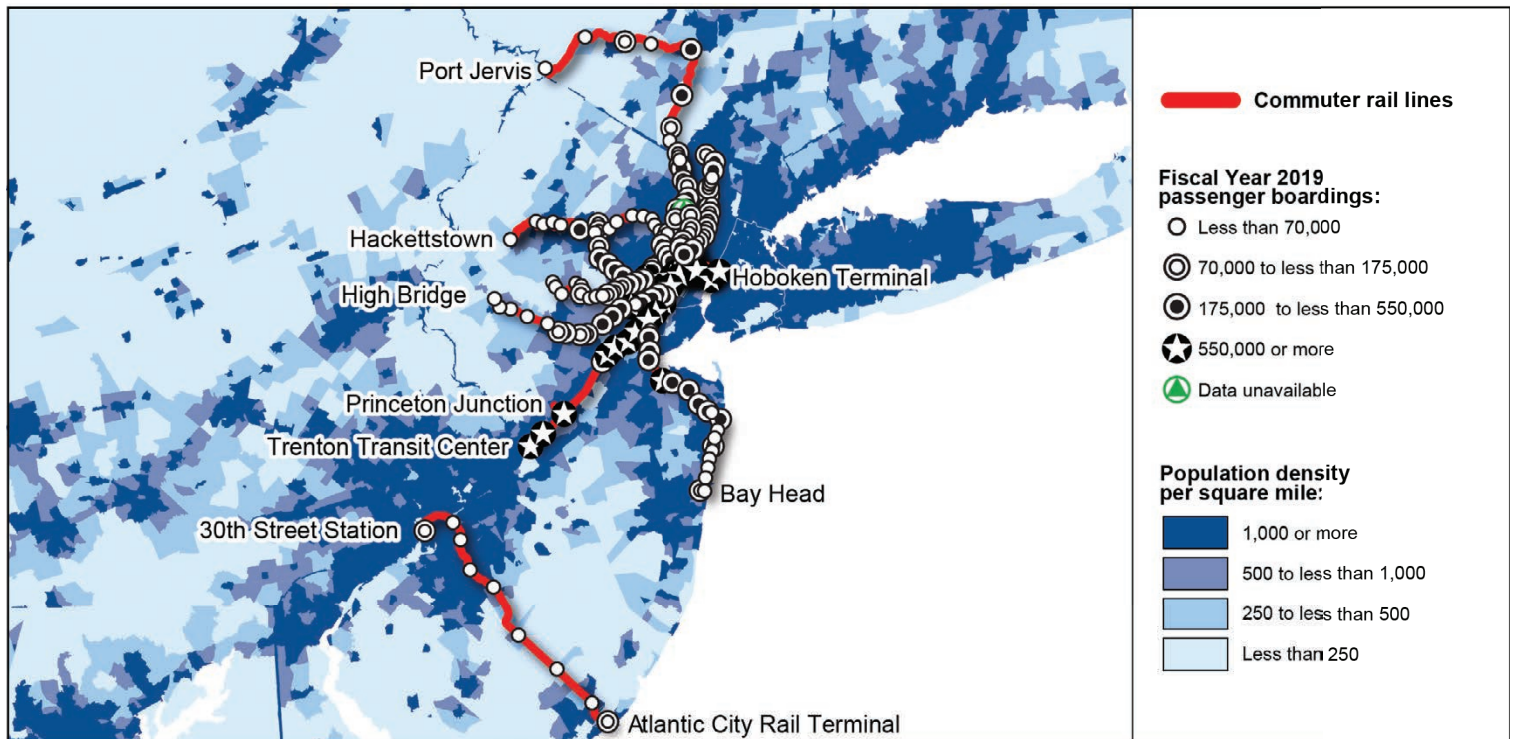 Port Jervis
Hackettstown
High Bridge
Hoboken Terminal
Princeton Junction
Trenton Transit Center
Bay Head
30th Street Station
Atlantic City Rail Terminal
Commuter rail lines
Fiscal Year 2019
passenger boardings:
Less than 70,000
70,000 to less than 175,000
175,000 to less than 550,000
550,000 or more
Data unavailable
Population density
per square mile:
1,000 or more
500 to less than 1,000
250 to less than 500
Less than 250